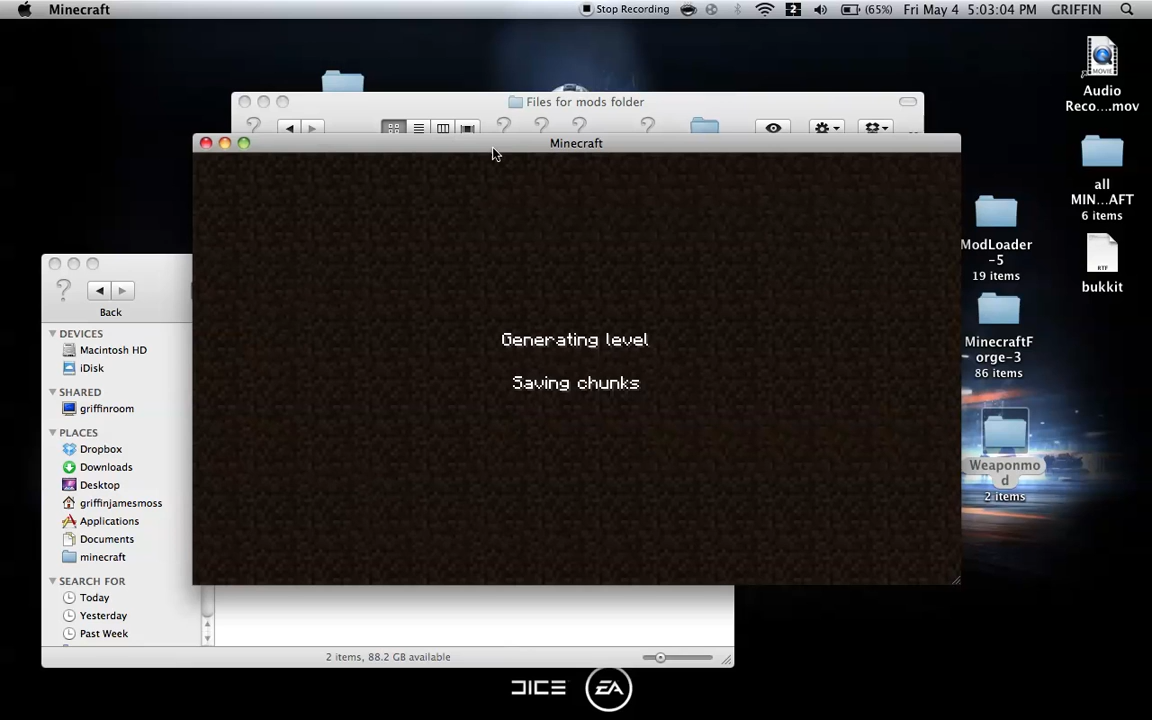 Minecraft
Stop Recording
2
(65%)
Fri May 4 5:03:04 PM
GRIFFIN
MOVIE
Audio
Reco....mov
Files for mods folder
Minecraft
all
MIN...AFT
6 items
ModLoader
-5
19 items
RTF
bukkit
Back
Generating level
Saving chunks
MinecraftF
orge-3
86 items
DEVICES
Macintosh HD
iDisk
SHARED
griffinroom
PLACES
Dropbox
Downloads
Desktop
griffinjamesmoss
Applications
Documents
minecraft
Weaponmo
d
2 items
SEARCH FOR
Today
Yesterday
Past Week
2 items, 88.2 GB available
DICE
EA